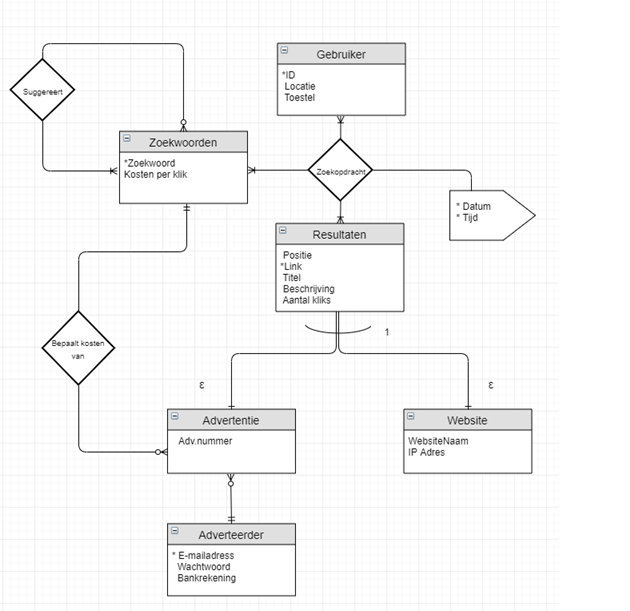 Gebruiker
*ID
Locatie
Toestel
Suggereert
Zoekwoorden
*Zoekwoord
Kosten per klik
Zoekopdracht
* Datum
* Tijd
Resultaten
Positie
*Link
Titel
Beschrijving
Aantal kliks
1
Bepaalt kosten
van
ε
ε
Advertentie
Adv.nummer
Website
WebsiteNaam
IP Adres
Adverteerder
* E-mailadress
Wachtwoord
Bankrekening